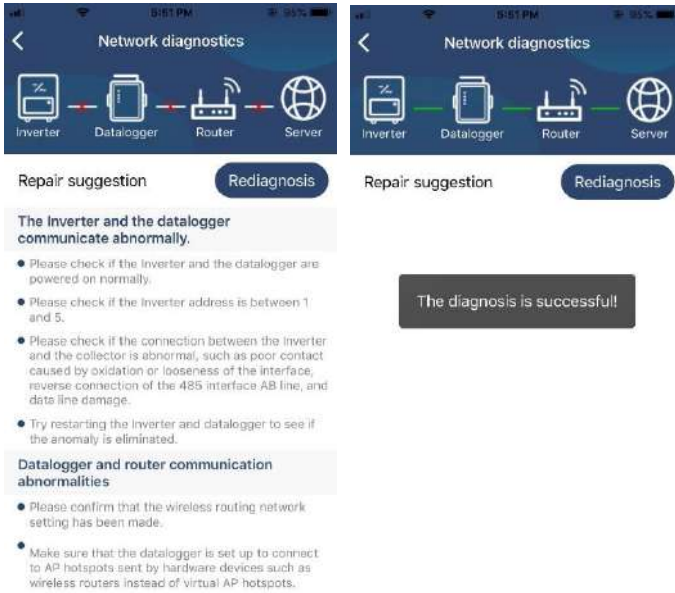 5:51 PM
95%
Network diagnostics
Inverter Datalogger Router Server
Repair suggestion Rediagnosis
The Inverter and the datalogger
communicate abnormally.
Please check if the Inverter and the datalogger are
powered on normally.
Please check if the Inverter address is between 1
and 5.
Please check if the connection between the Inverter
and the collector is abnormal, such as poor contact
caused by oxidation or looseness of the interface,
reverse connection of the 485 interface AB line, and
data line damage.
Try restarting the Inverter and datalogger to see if
the anomaly is eliminated.
Datalogger and router communication
abnormalities
Please confirm that the wireless routing network
setting has been made.
Make sure that the datalogger is set up to connect
to AP hotspots sent by hardware devices such as
wireless routers instead of virtual AP hotspots.
5:51 PM
95%
Network diagnostics
Inverter Datalogger Router Server
Repair suggestion Rediagnosis
The diagnosis is successful!